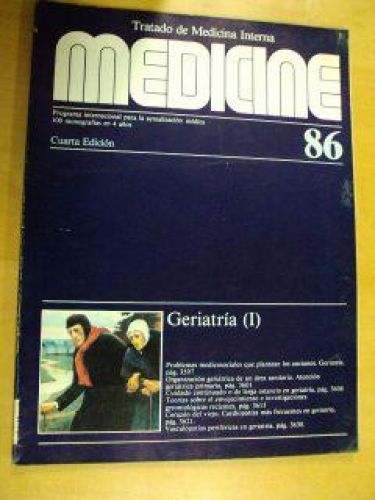 Tratado de Medicina Interna
MEDICINE
Programa internacional para la actualización médica
100 monografías en 4 años
Cuarta Edición
86
Geriatría (I)
Problemas medicosociales que plantean los ancianos. Geriatría,
pág. 3597
Organización geriátrica de un área sanitaria. Atención
geriátrica primaria, pág. 3601
Cuidado continuado o de larga estancia en geriatría, pág. 3608
Teorías sobre el envejecimiento e investigaciones
gerontológicas recientes, pág. 3615
Corazón del viejo. Cardiopatías más frecuentes en geriatría,
pág. 3621.
Vasculopatías periféricas en geriatría, pág. 3630.